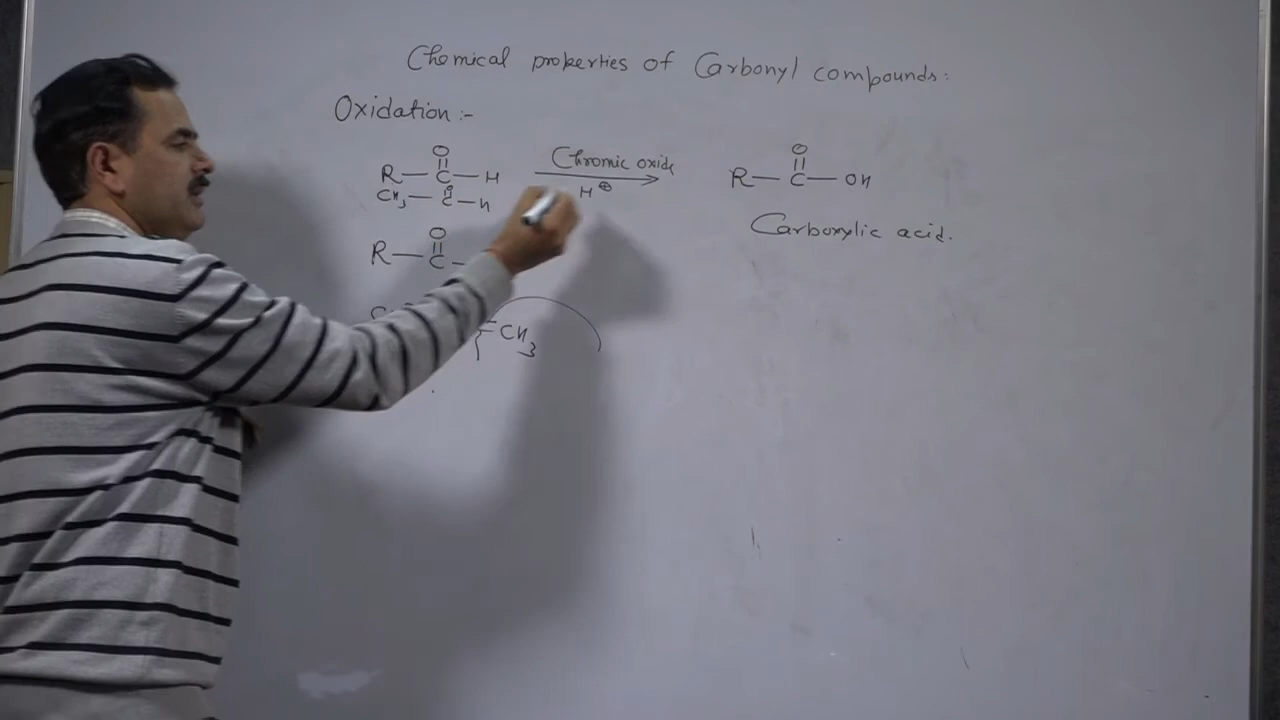 Chemical properties of Carbonyl compounds:
Oxidation :-
O
R — C — H
Chromic oxide
H⊕
O
R — C — OH
O
CH3 — C — H
Carboxylic acid.
O
R — C —
C
CH3